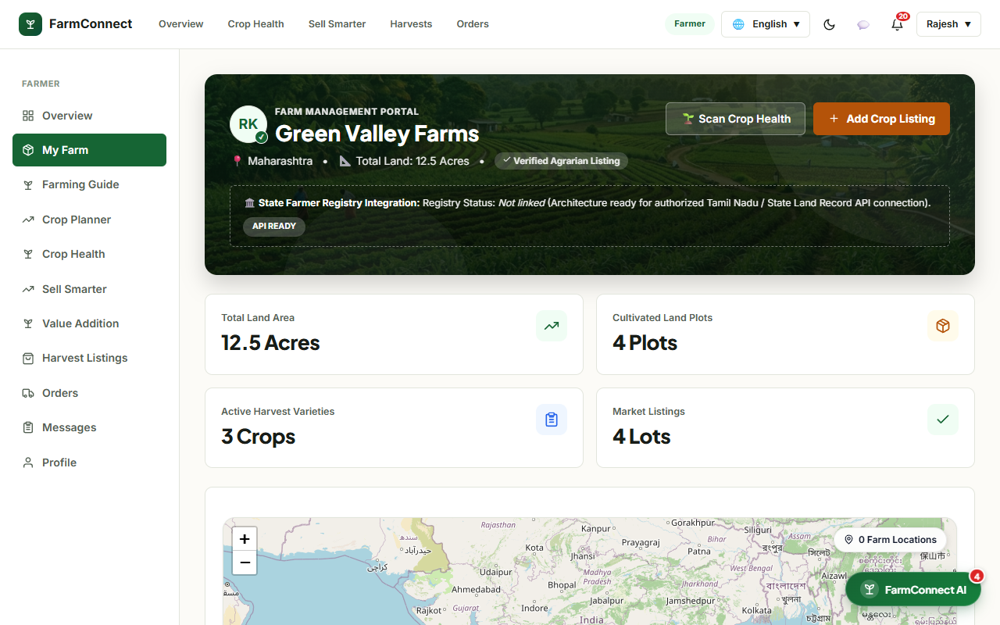 FarmConnect
Overview
Crop Health
Sell Smarter
Harvests
Orders
Farmer
English ▼
20
Rajesh ▼
FARMER
Overview
My Farm
Farming Guide
Crop Planner
Crop Health
Sell Smarter
Value Addition
Harvest Listings
Orders
Messages
Profile
RK
FARM MANAGEMENT PORTAL
Green Valley Farms
Maharashtra • Total Land: 12.5 Acres • ✓ Verified Agrarian Listing
Scan Crop Health
+ Add Crop Listing
State Farmer Registry Integration: Registry Status: Not linked (Architecture ready for authorized Tamil Nadu / State Land Record API connection).
API READY
Total Land Area
12.5 Acres
Cultivated Land Plots
4 Plots
Active Harvest Varieties
3 Crops
Market Listings
4 Lots
+
−
0 Farm Locations
Rajasthan
Kanpur
Gorakhpur
Siliguri
Assam
سندھ
حیدرآباد
کراچی
Kota
Jhansi
Prayagraj
Bihar
Patna
রংপুর
সিলেট
保山市
Udaipur
Madhya
Pradesh
West Bengal
Aizawl
Ahmedabad
Bhopal
Jharkhand
বাংলাদেশ
Rajkot
Gujarat
Indore
Jabalpur
Jamshedpur
Kolkata
খুলনা
India
চট্টগ্রাম
မန္တလေး
FarmConnect AI
4